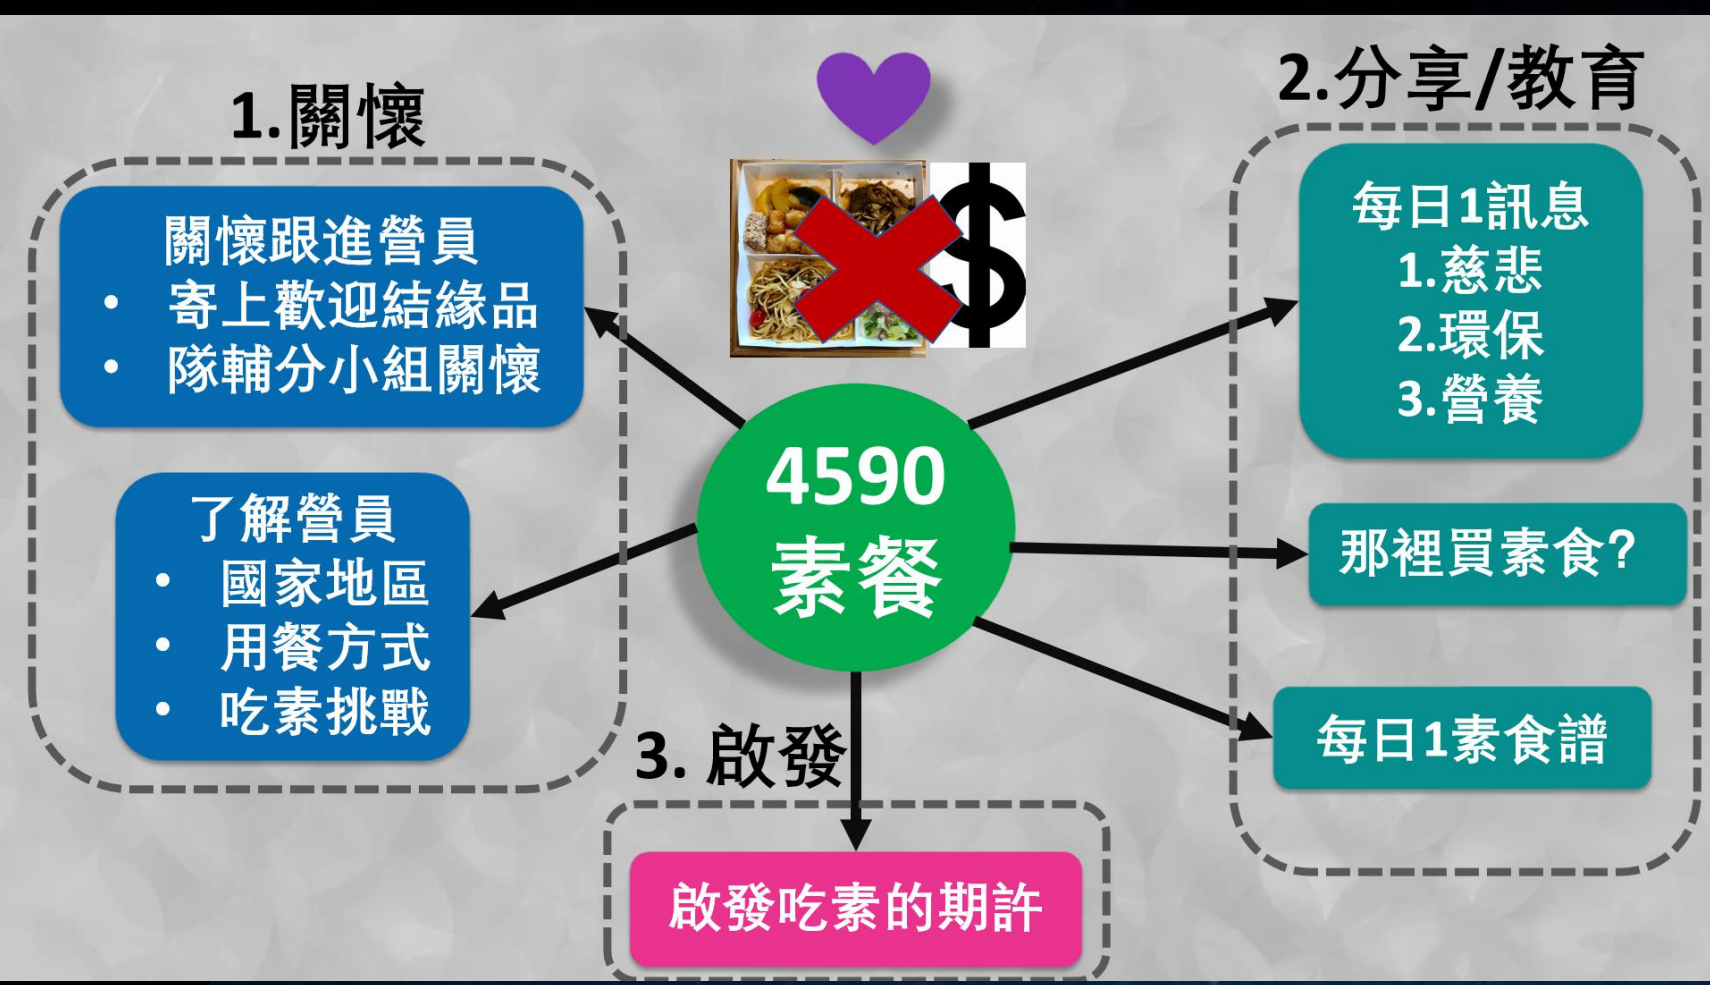 1.關懷
關懷跟進營員
• 寄上歡迎結緣品
• 隊輔分小組關懷
了解營員
• 國家地區
• 用餐方式
• 吃素挑戰
$
4590
素餐
2.分享/教育
每日1訊息
1.慈悲
2.環保
3.營養
那裡買素食?
每日1素食譜
3. 啟發
啟發吃素的期許